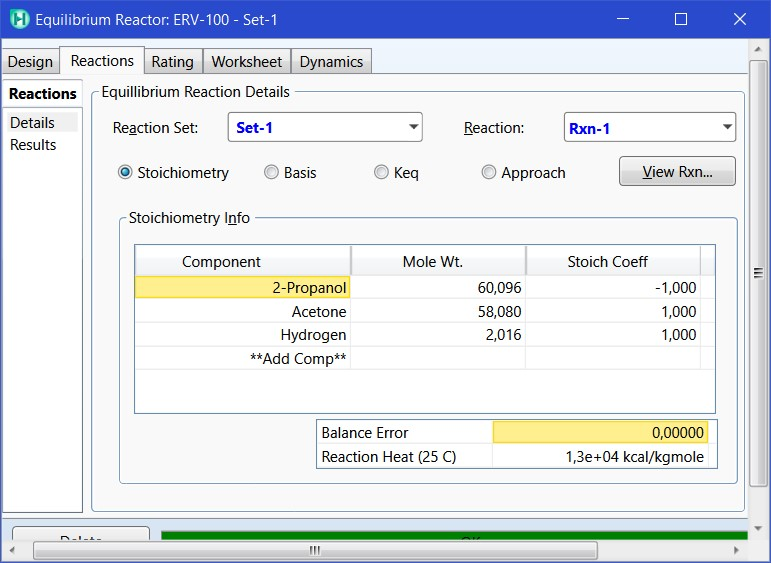 Equilibrium Reactor: ERV-100 - Set-1
Design Reactions Rating Worksheet Dynamics
Reactions
Details
Results
Equillibrium Reaction Details
Reaction Set: Set-1 Reaction: Rxn-1
Stoichiometry Basis Keq Approach View Rxn...
Stoichiometry Info
Component Mole Wt. Stoich Coeff
2-Propanol 60,096 -1,000
Acetone 58,080 1,000
Hydrogen 2,016 1,000
**Add Comp**
Balance Error 0,00000
Reaction Heat (25 C) 1,3e+04 kcal/kgmole
Delete OK